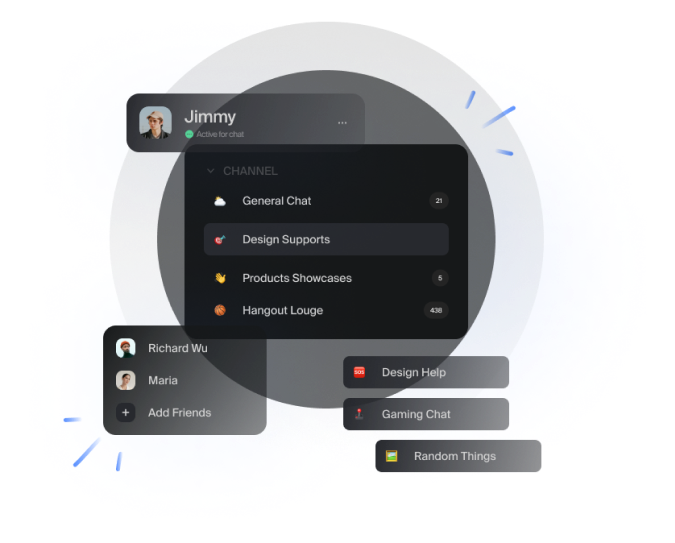 Jimmy
Active for chat
CHANNEL
General Chat 21
Design Supports
Products Showcases 5
Hangout Louge 438
Richard Wu
Maria
Add Friends
SOS Design Help
Gaming Chat
Random Things